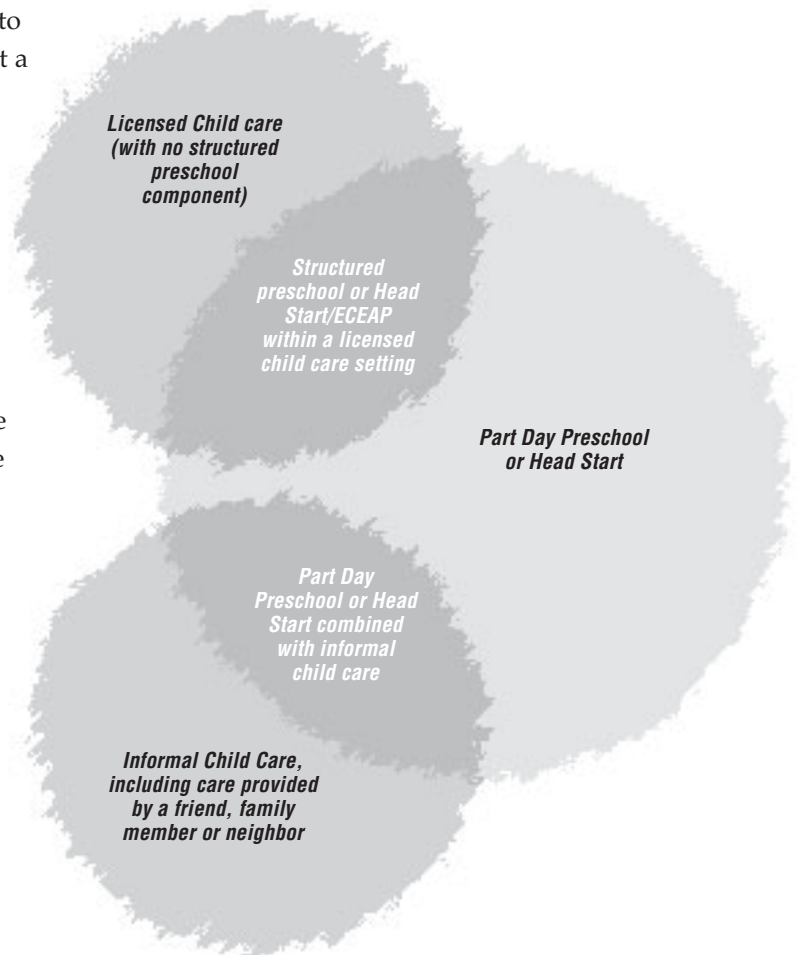 to
t a
Licensed Child care
(with no structured
preschool
component)
Structured
preschool or Head
Start/ECEAP
within a licensed
child care setting
e
e
Part Day Preschool
or Head Start
Part Day
Preschool or Head
Start combined
with informal
child care
Informal Child Care,
including care provided
by a friend, family
member or neighbor